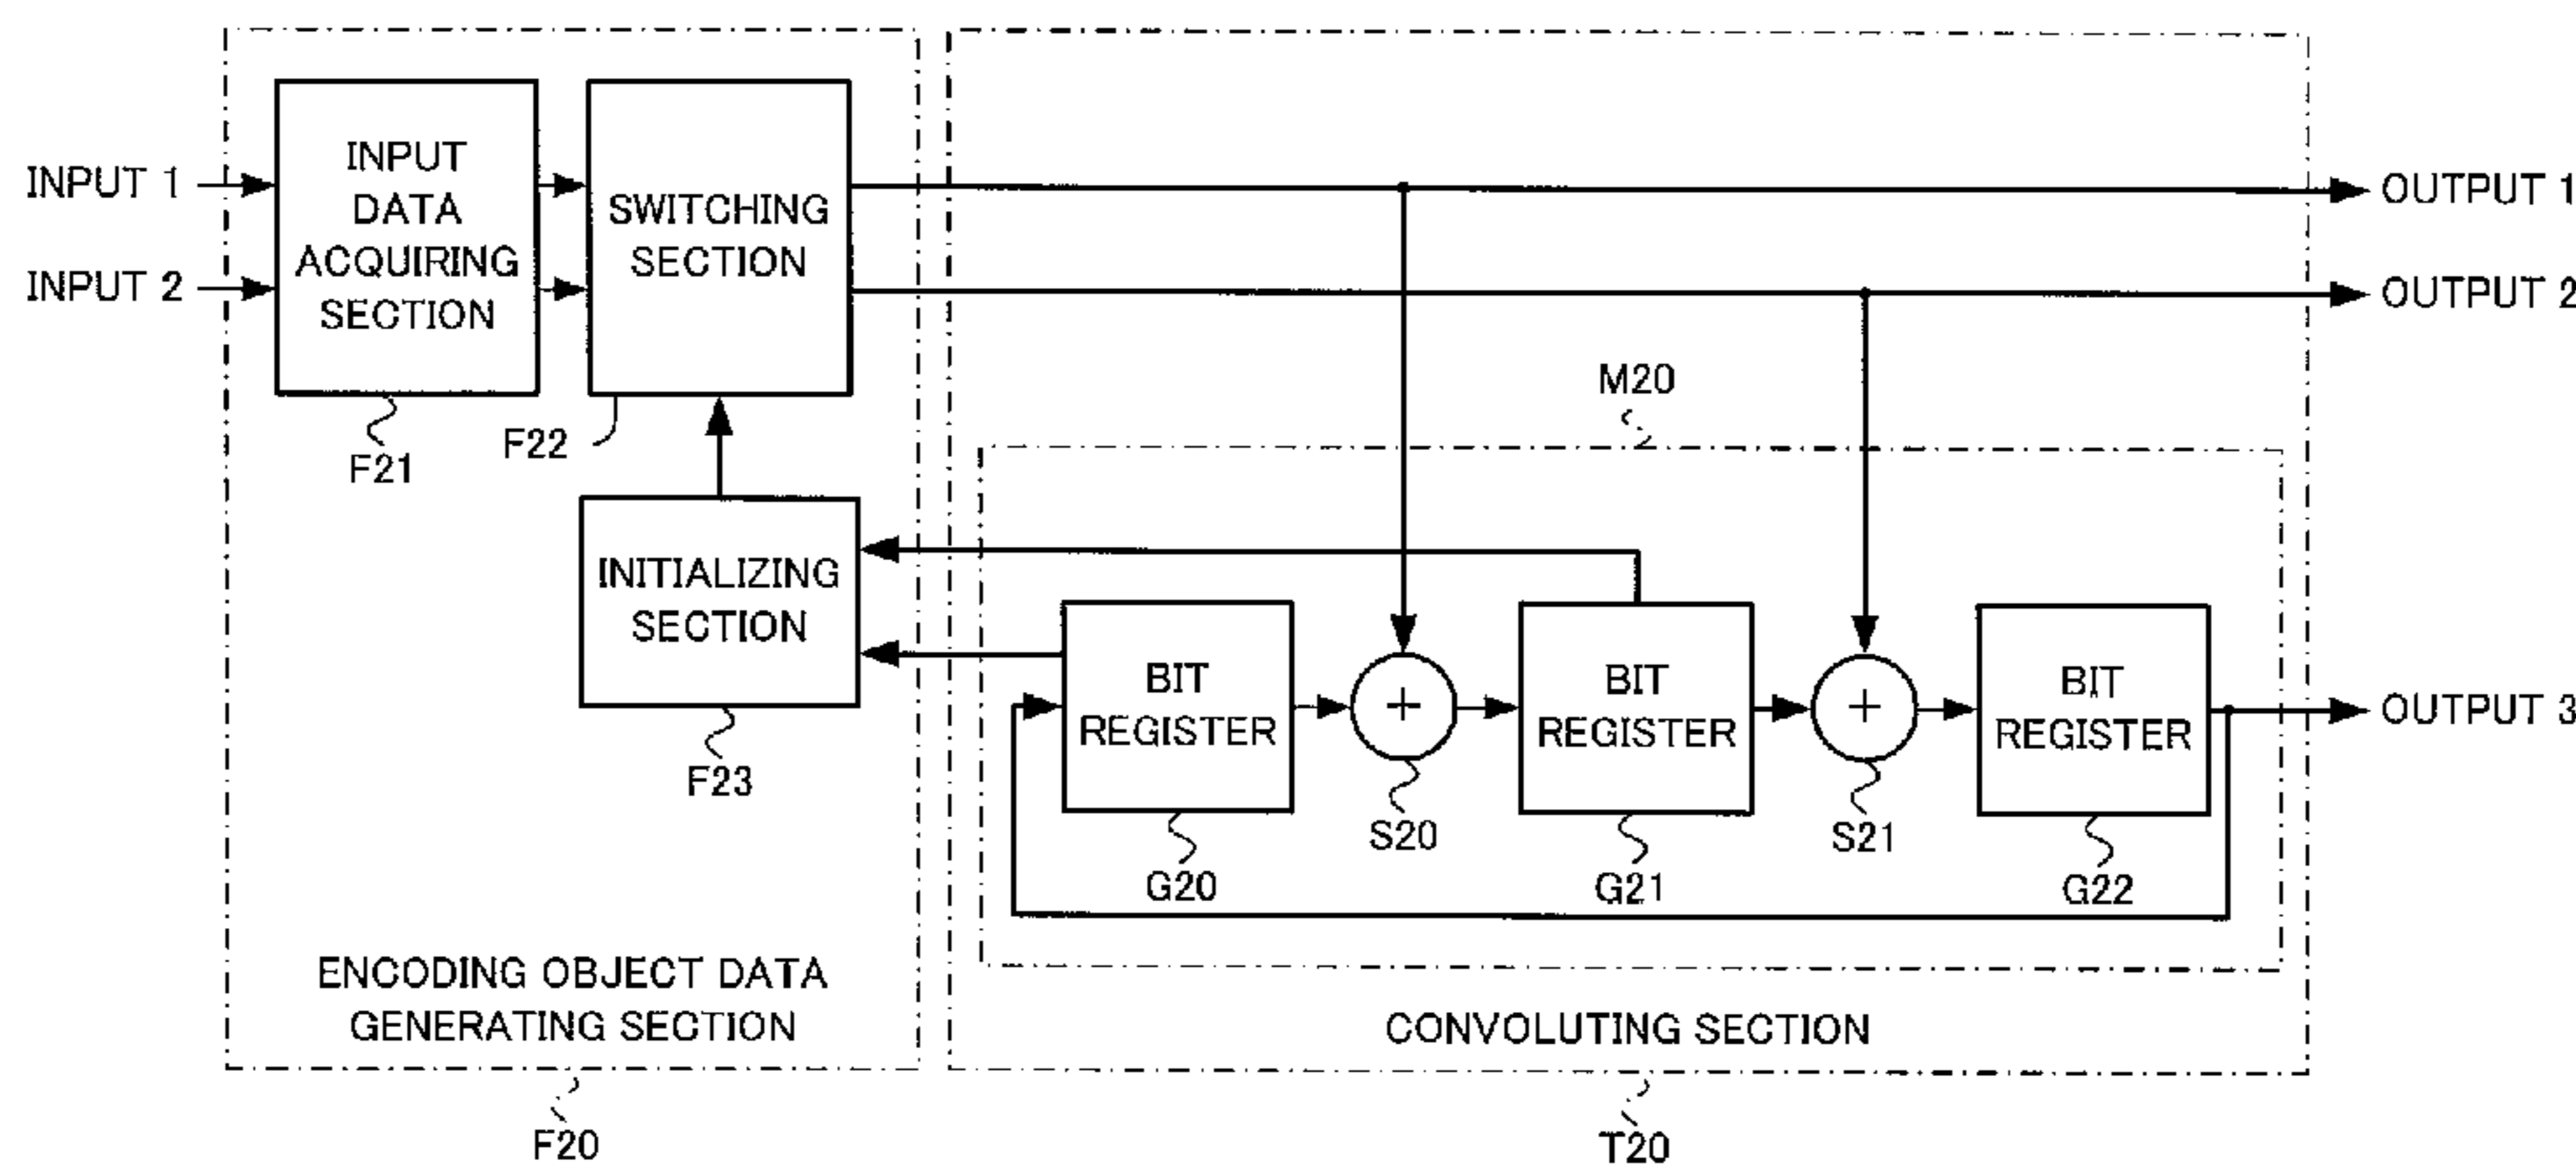 INPUT 1
INPUT 2
INPUT
DATA
ACQUIRING
SECTION
F21
SWITCHING
SECTION
F22
INITIALIZING
SECTION
F23
ENCODING OBJECT DATA
GENERATING SECTION
F20
OUTPUT 1
OUTPUT 2
M20
BIT
REGISTER
G20
+
S20
BIT
REGISTER
G21
+
S21
BIT
REGISTER
G22
OUTPUT 3
CONVOLUTING SECTION
T20